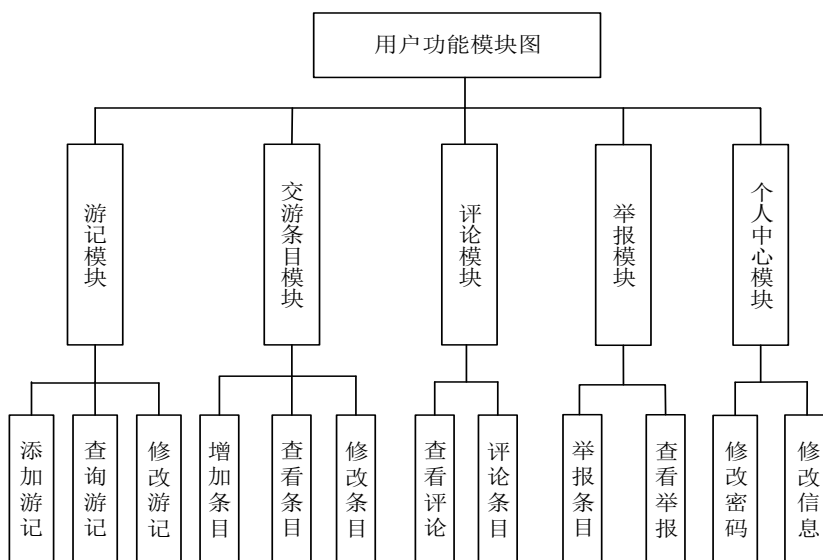 用户功能模块图
游记模块
交游条目模块
评论模块
举报模块
个人中心模块
添加游记
查询游记
修改游记
增加条目
查看条目
修改条目
查看评论
评论条目
举报条目
查看举报
修改密码
修改信息